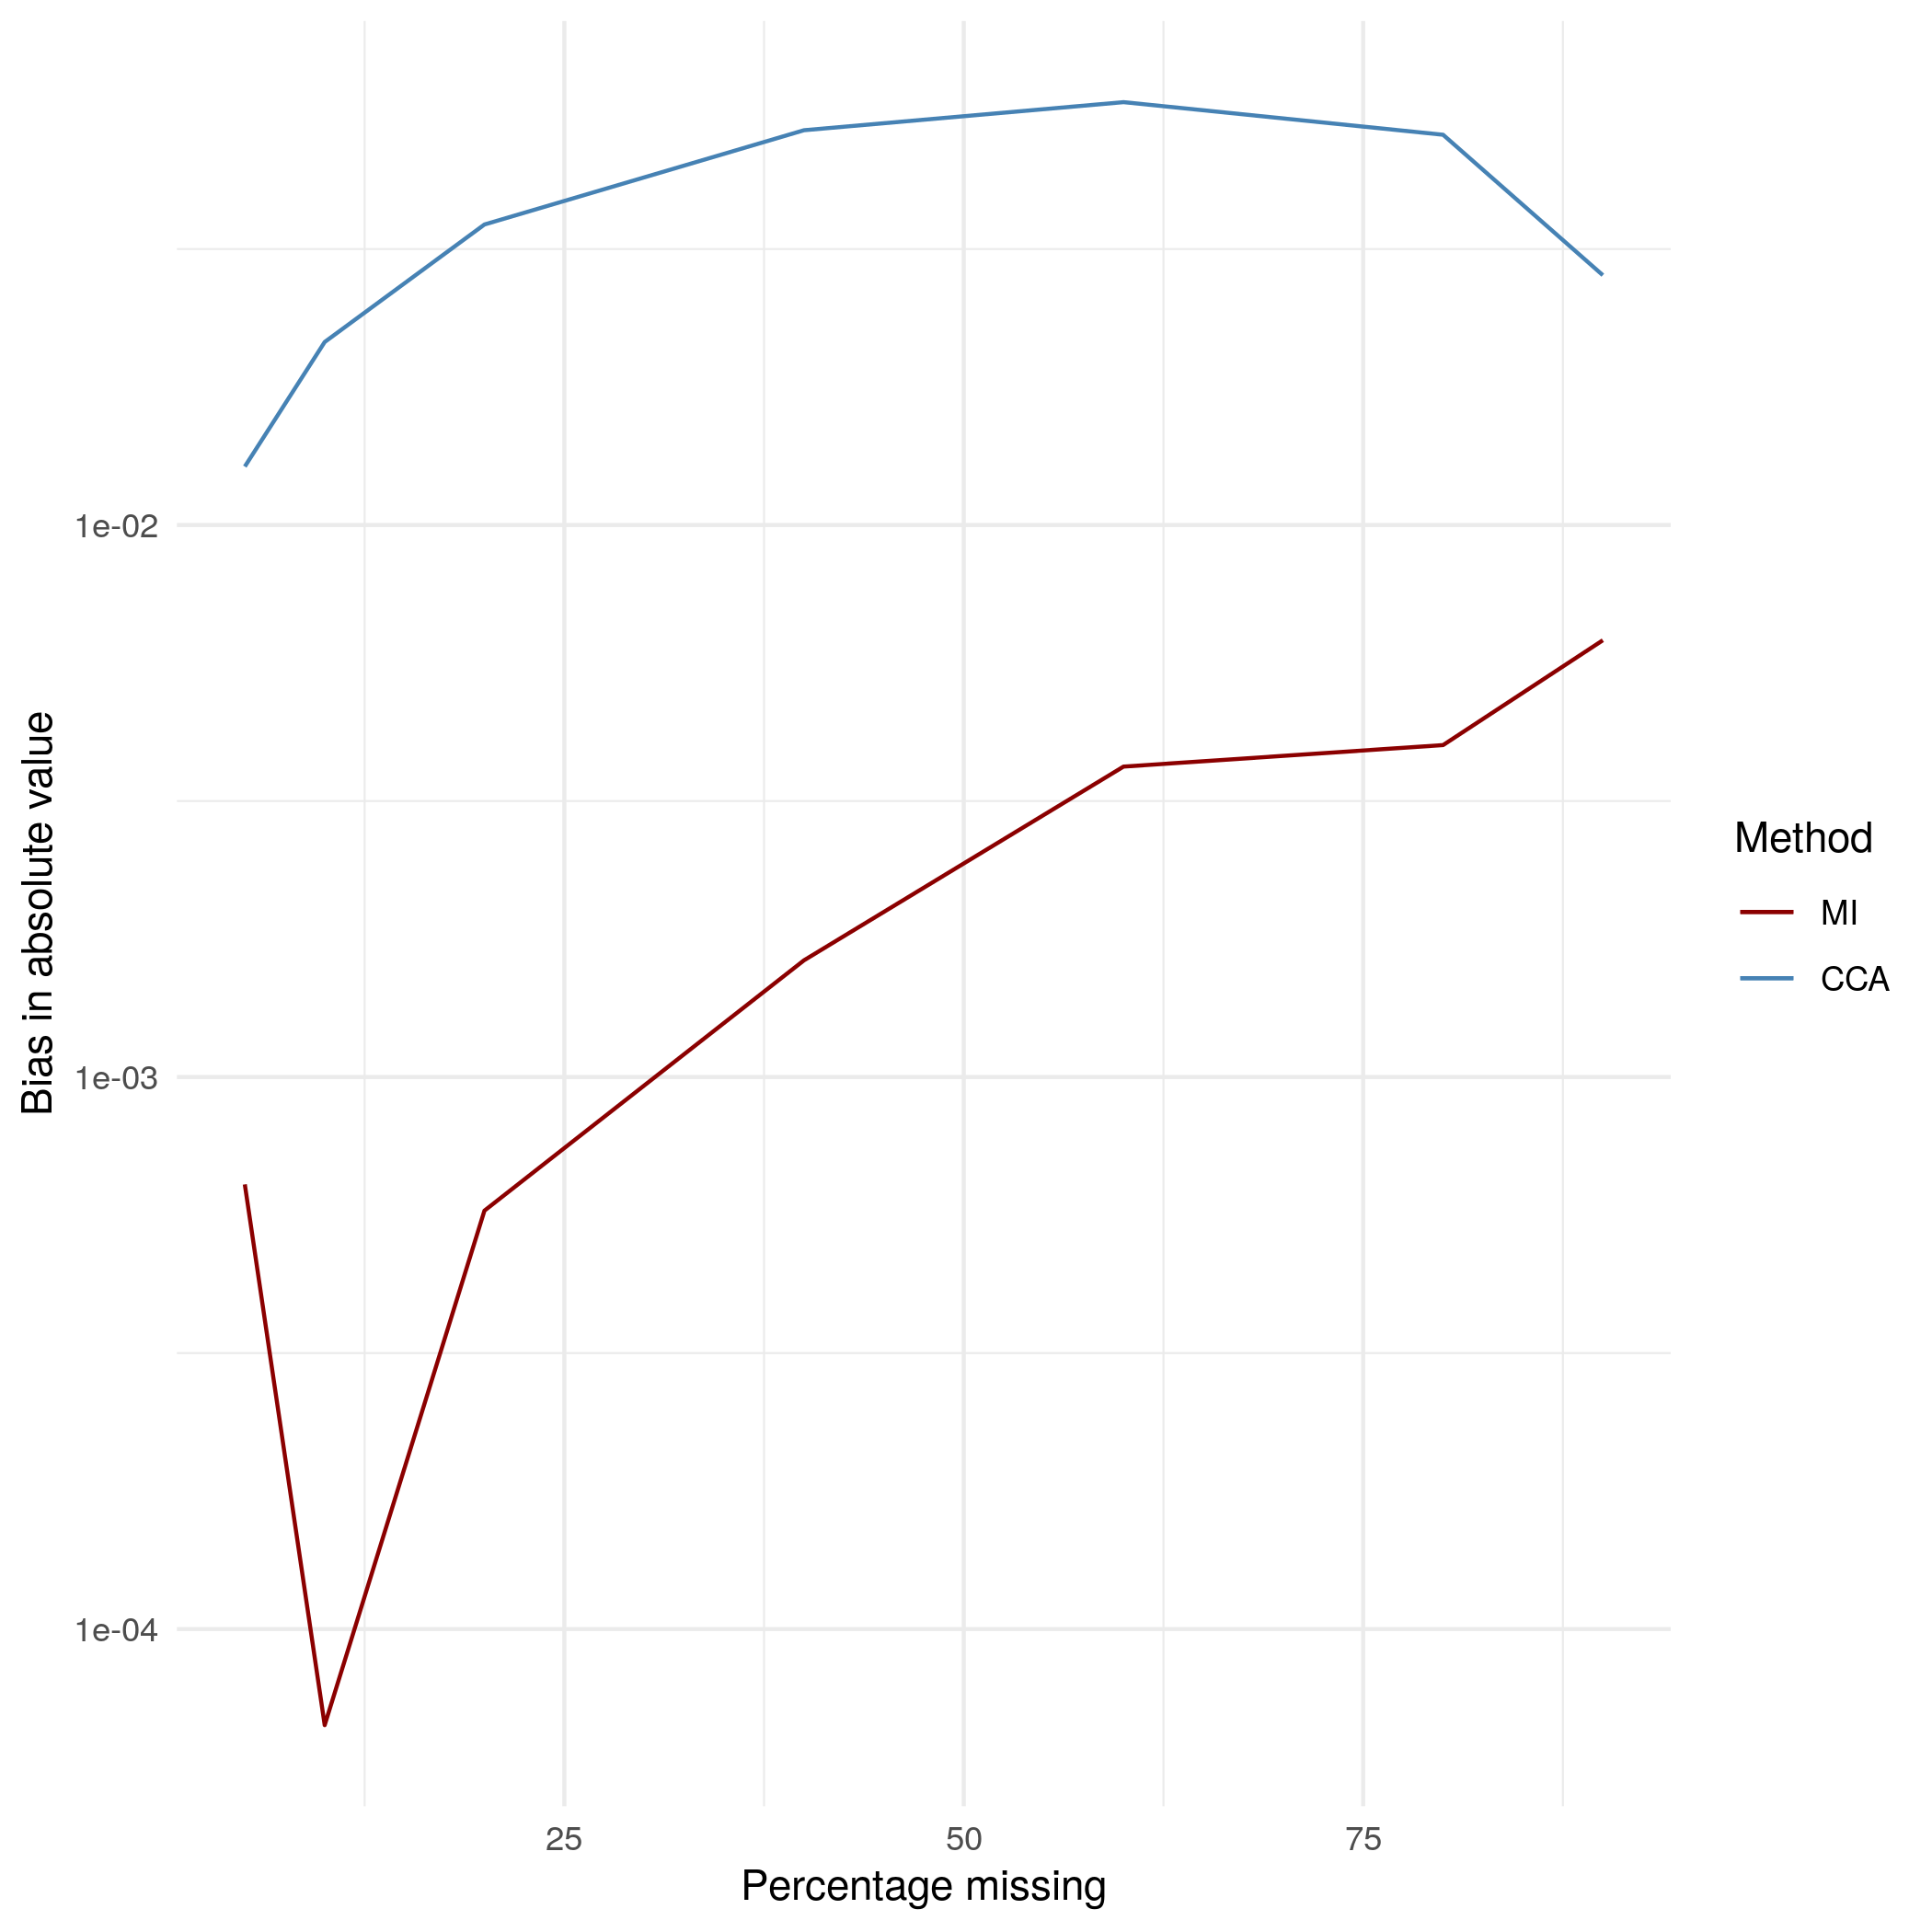 Bias in absolute value
1e-02
1e-03
1e-04
25
50
75
Percentage missing
Method
MI
CCA